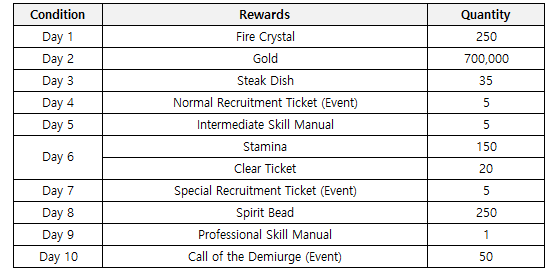 Condition Rewards Quantity
Day 1 Fire Crystal 250
Day 2 Gold 700,000
Day 3 Steak Dish 35
Day 4 Normal Recruitment Ticket (Event) 5
Day 5 Intermediate Skill Manual 5
Day 6 Stamina 150
Clear Ticket 20
Day 7 Special Recruitment Ticket (Event) 5
Day 8 Spirit Bead 250
Day 9 Professional Skill Manual 1
Day 10 Call of the Demiurge (Event) 50